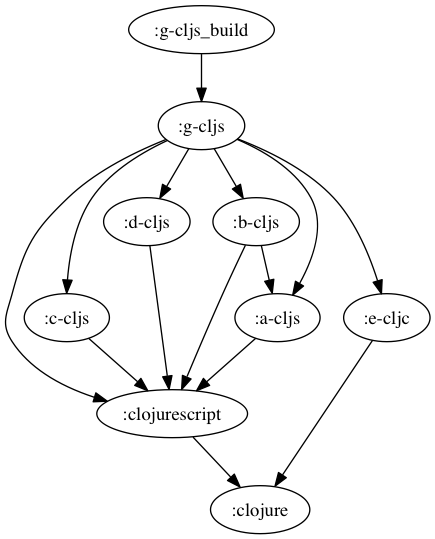 :g-cljs_build
:g-cljs
:d-cljs
:b-cljs
:c-cljs
:a-cljs
:e-cljc
:clojurescript
:clojure